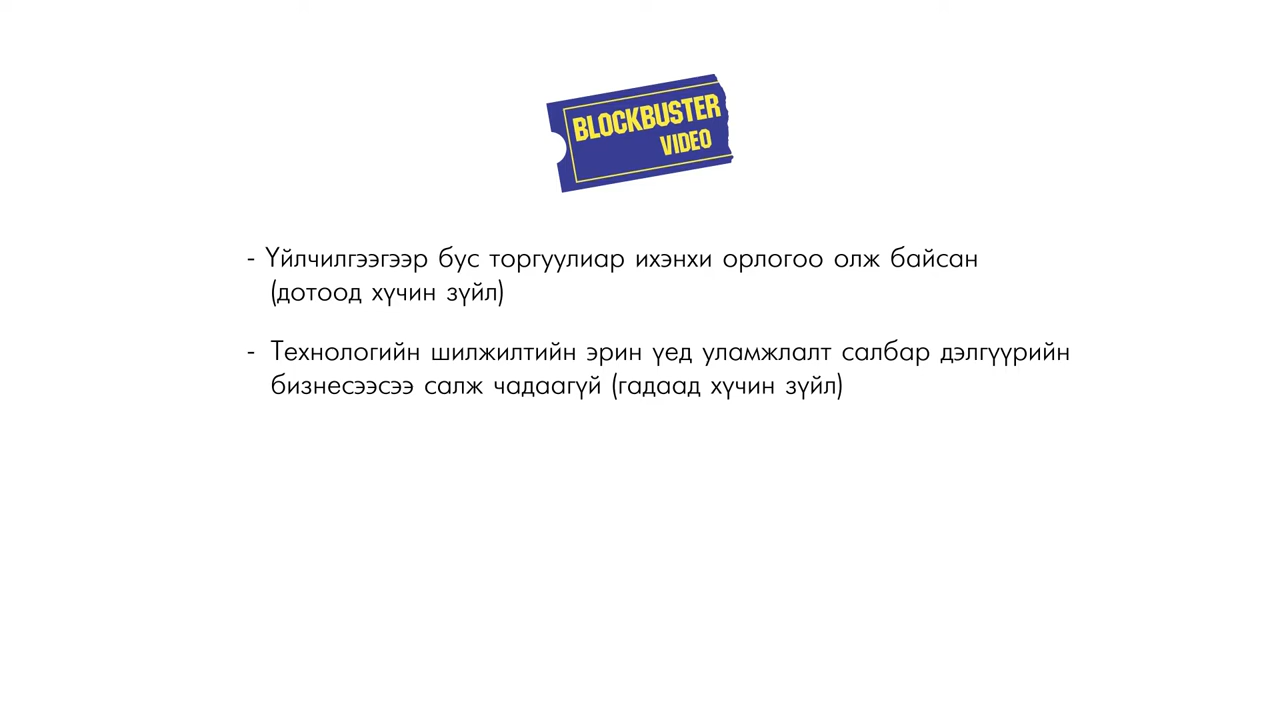 BLOCKBUSTER
VIDEO
- Үйлчилгээгээр бус торгуулиар ихэнхи орлогоо олж байсан
(дотоод хүчин зүйл)
- Технологийн шилжилтийн эрин үед уламжлалт салбар дэлгүүрийн
бизнесээсээ салж чадаагүй (гадаад хүчин зүйл)